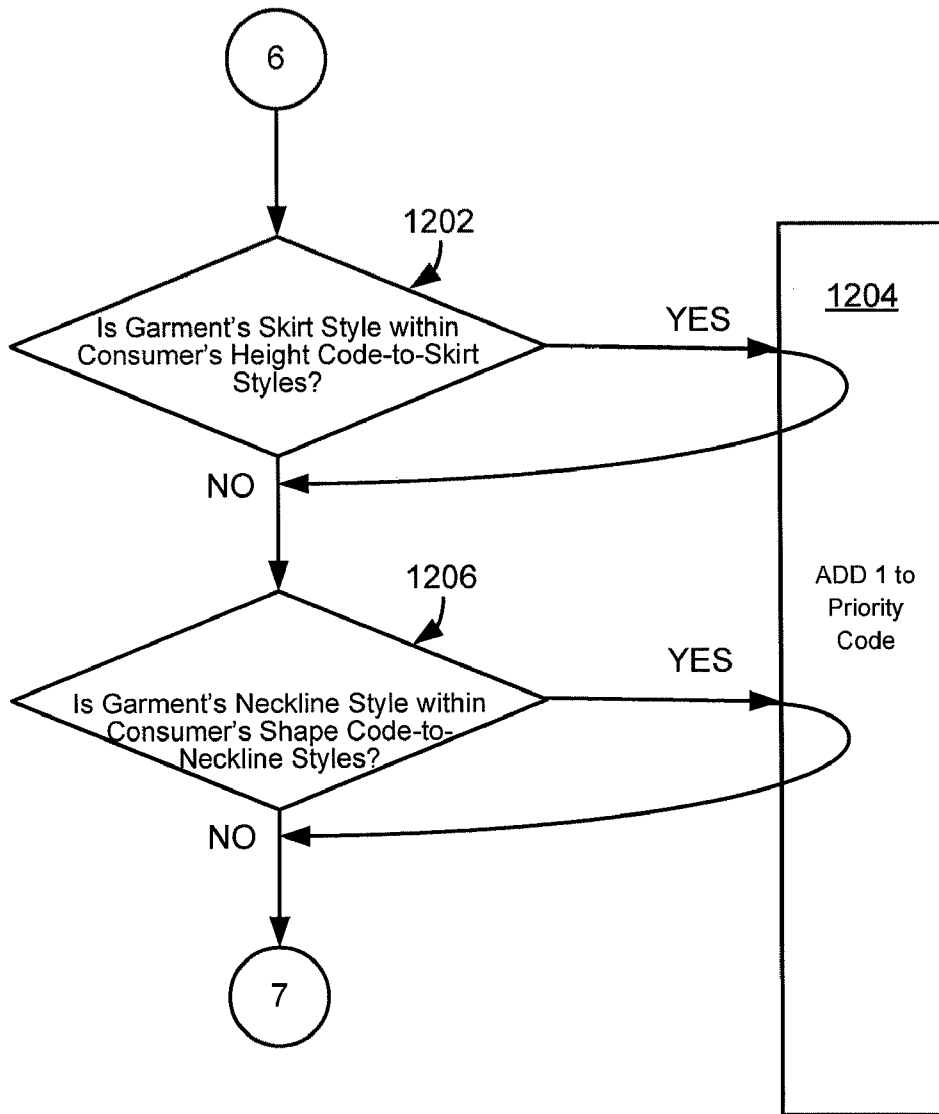 6
1202
Is Garment's Skirt Style within
Consumer's Height Code-to-Skirt
Styles?
YES
1204
NO
1206
ADD 1 to
Priority
Code
YES
Is Garment's Neckline Style within
Consumer's Shape Code-to-
Neckline Styles?
NO
7